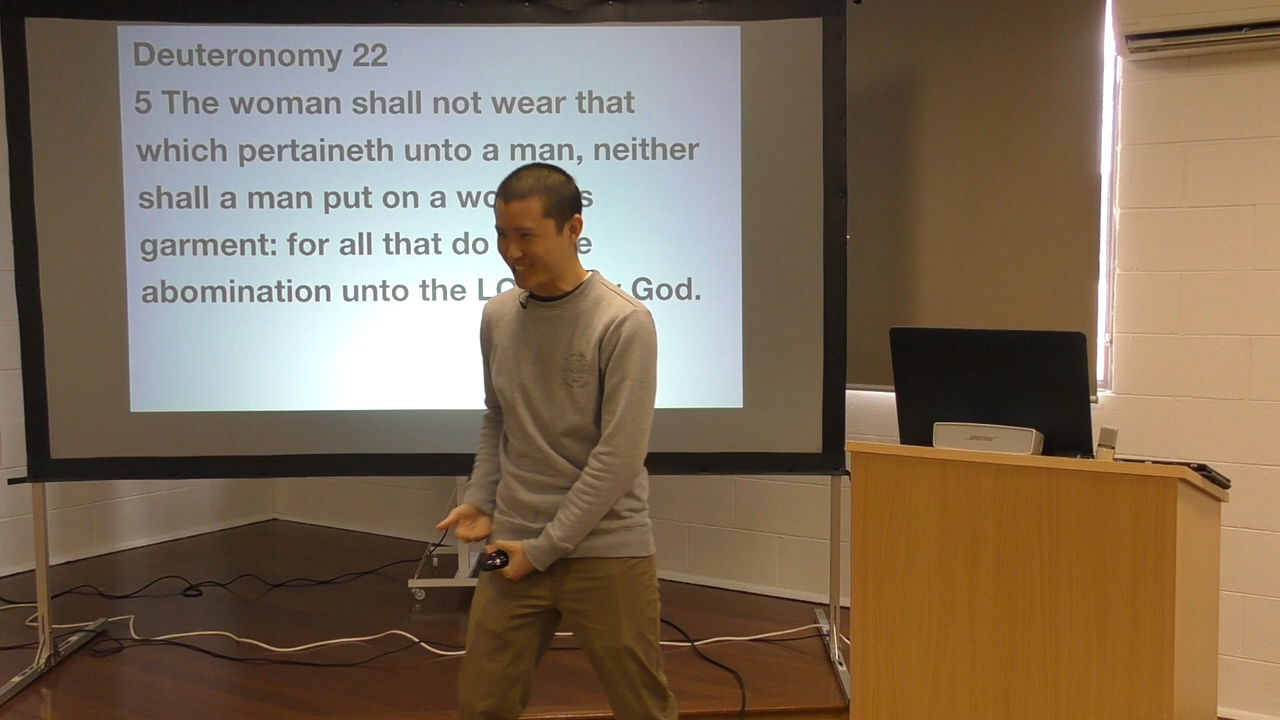 Deuteronomy 22
5 The woman shall not wear that
which pertaineth unto a man, neither
shall a man put on a wo s
garment: for all that do e
abomination unto the LO y God.